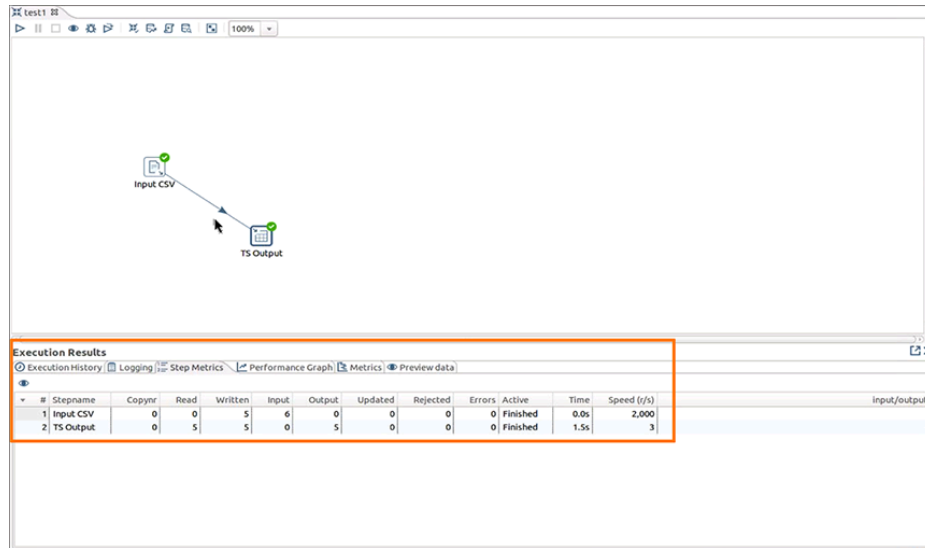 test1
100%
Input CSV
TS Output
Execution Results
Execution History Logging Step Metrics Performance Graph Metrics Preview data
# Stepname Copynr Read Written Input Output Updated Rejected Errors Active Time Speed (r/s) input/output
1 Input CSV 0 0 5 6 0 0 0 0 Finished 0.0s 2,000
2 TS Output 0 5 5 0 5 0 0 0 Finished 1.5s 3